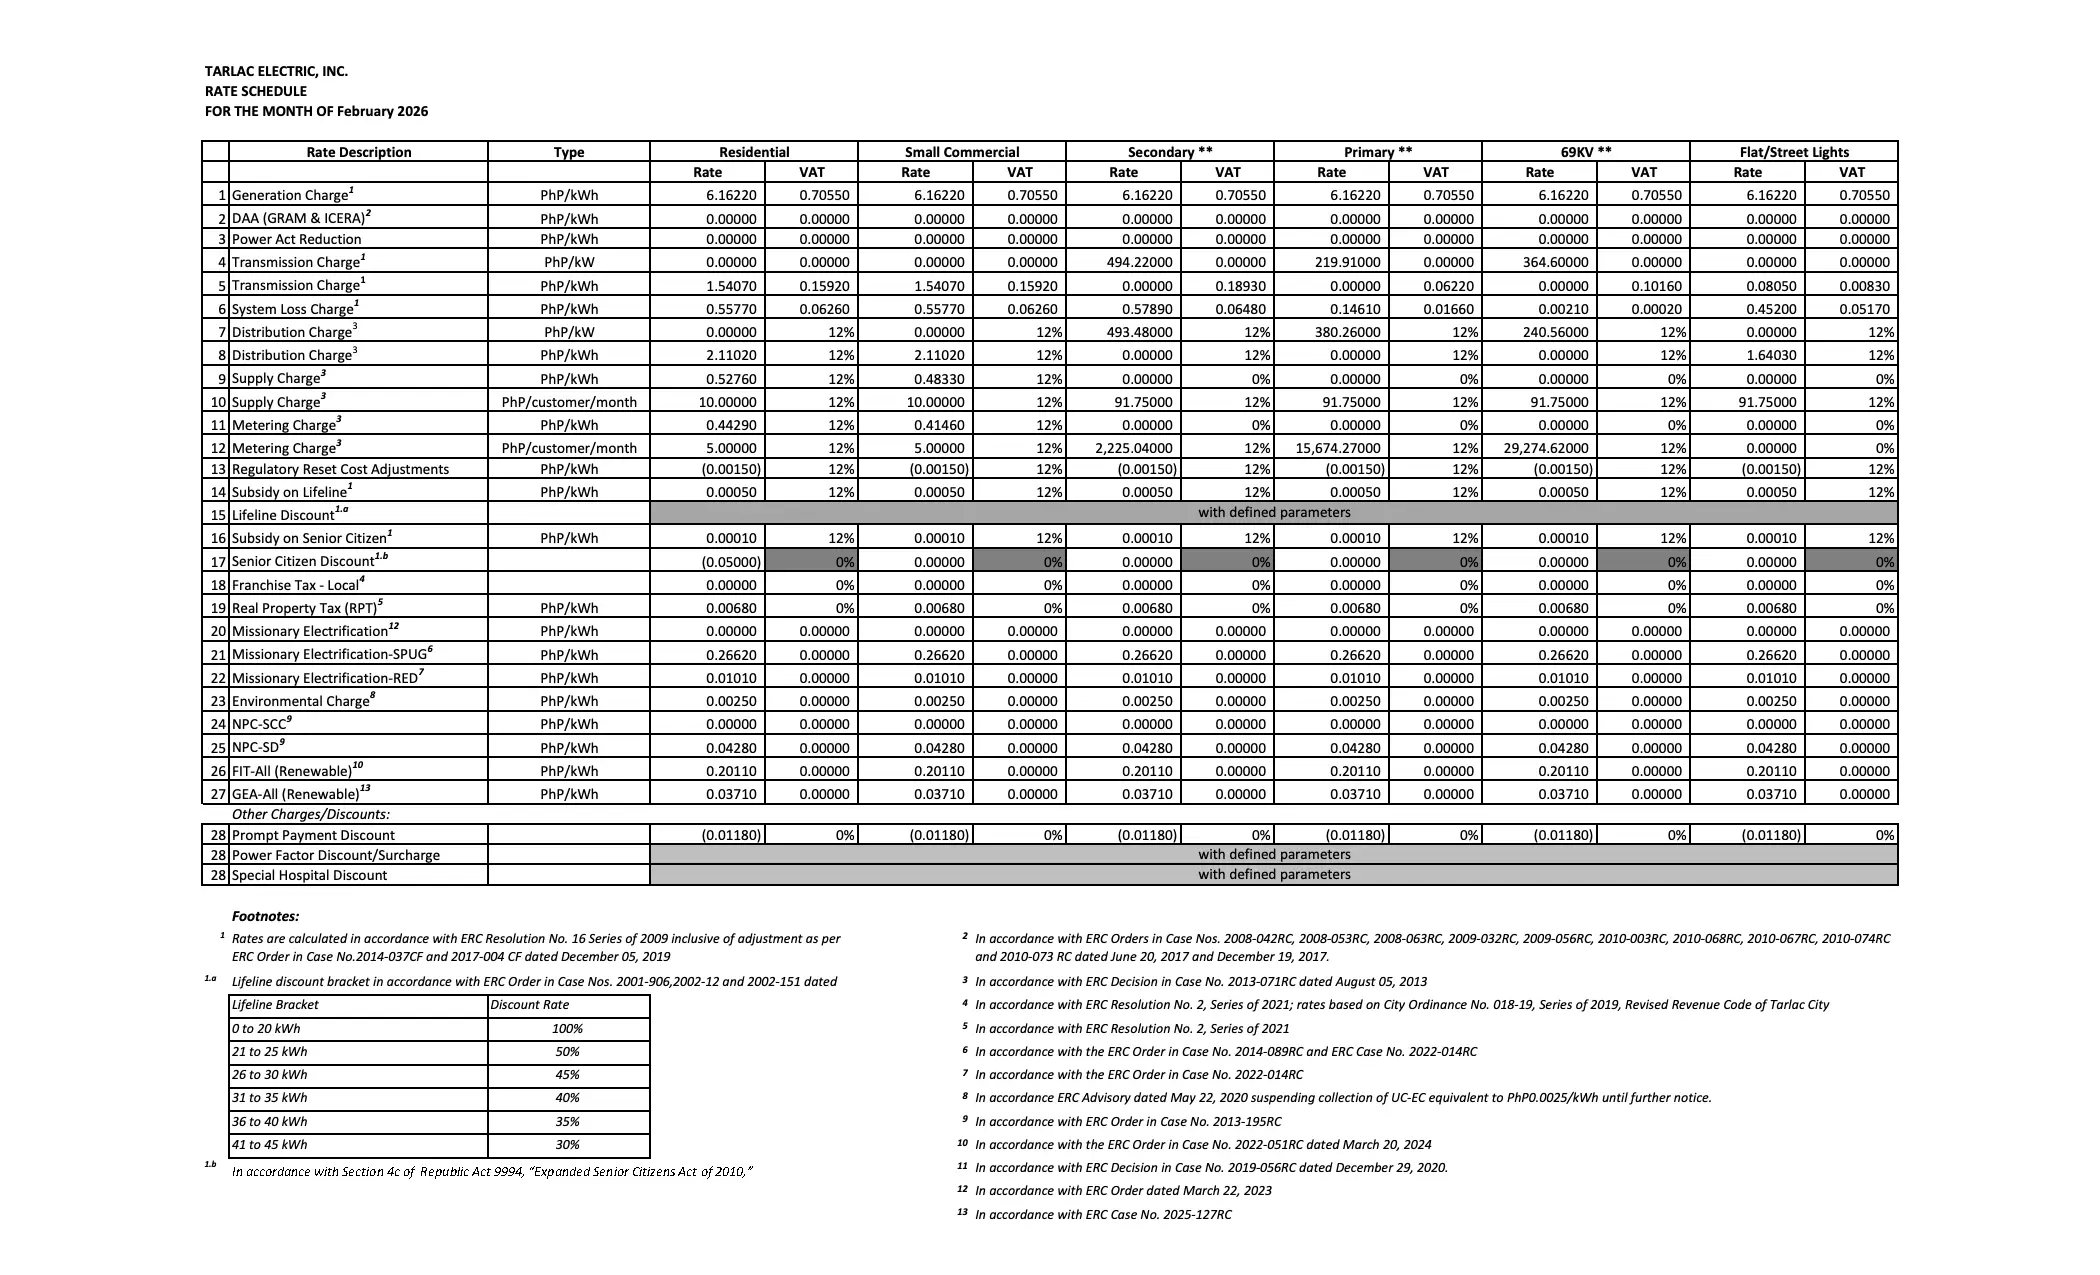 TARLAC ELECTRIC, INC.
RATE SCHEDULE
FOR THE MONTH OF February 2026
Rate Description Type Residential Small Commercial Secondary ** Primary ** 69KV ** Flat/Street Lights
Rate VAT Rate VAT Rate VAT Rate VAT Rate VAT Rate VAT
1 Generation Charge1 PhP/kWh 6.16220 0.70550 6.16220 0.70550 6.16220 0.70550 6.16220 0.70550 6.16220 0.70550 6.16220 0.70550
2 DAA (GRAM & ICERA)2 PhP/kWh 0.00000 0.00000 0.00000 0.00000 0.00000 0.00000 0.00000 0.00000 0.00000 0.00000 0.00000 0.00000
3 Power Act Reduction PhP/kWh 0.00000 0.00000 0.00000 0.00000 0.00000 0.00000 0.00000 0.00000 0.00000 0.00000 0.00000 0.00000
4 Transmission Charge1 PhP/kW 0.00000 0.00000 0.00000 0.00000 494.22000 0.00000 219.91000 0.00000 364.60000 0.00000 0.00000 0.00000
5 Transmission Charge1 PhP/kWh 1.54070 0.15920 1.54070 0.15920 0.00000 0.18930 0.00000 0.06220 0.00000 0.10160 0.08050 0.00830
6 System Loss Charge1 PhP/kWh 0.55770 0.06260 0.55770 0.06260 0.57890 0.06480 0.14610 0.01660 0.00210 0.00020 0.45200 0.05170
7 Distribution Charge3 PhP/kW 0.00000 12% 0.00000 12% 493.48000 12% 380.26000 12% 240.56000 12% 0.00000 12%
8 Distribution Charge3 PhP/kWh 2.11020 12% 2.11020 12% 0.00000 12% 0.00000 12% 0.00000 12% 1.64030 12%
9 Supply Charge3 PhP/kWh 0.52760 12% 0.48330 12% 0.00000 0% 0.00000 0% 0.00000 0% 0.00000 0%
10 Supply Charge3 PhP/customer/month 10.00000 12% 10.00000 12% 91.75000 12% 91.75000 12% 91.75000 12% 91.75000 12%
11 Metering Charge3 PhP/kWh 0.44290 12% 0.41460 12% 0.00000 0% 0.00000 0% 0.00000 0% 0.00000 0%
12 Metering Charge3 PhP/customer/month 5.00000 12% 5.00000 12% 2,225.04000 12% 15,674.27000 12% 29,274.62000 12% 0.00000 0%
13 Regulatory Reset Cost Adjustments PhP/kWh (0.00150) 12% (0.00150) 12% (0.00150) 12% (0.00150) 12% (0.00150) 12% (0.00150) 12%
14 Subsidy on Lifeline1 PhP/kWh 0.00050 12% 0.00050 12% 0.00050 12% 0.00050 12% 0.00050 12% 0.00050 12%
15 Lifeline Discount1.a with defined parameters
16 Subsidy on Senior Citizen1 PhP/kWh 0.00010 12% 0.00010 12% 0.00010 12% 0.00010 12% 0.00010 12% 0.00010 12%
17 Senior Citizen Discount1.b (0.05000) 0% 0.00000 0% 0.00000 0% 0.00000 0% 0.00000 0% 0.00000 0%
18 Franchise Tax - Local4 0.00000 0% 0.00000 0% 0.00000 0% 0.00000 0% 0.00000 0% 0.00000 0%
19 Real Property Tax (RPT)5 PhP/kWh 0.00680 0% 0.00680 0% 0.00680 0% 0.00680 0% 0.00680 0% 0.00680 0%
20 Missionary Electrification12 PhP/kWh 0.00000 0.00000 0.00000 0.00000 0.00000 0.00000 0.00000 0.00000 0.00000 0.00000 0.00000 0.00000
21 Missionary Electrification-SPUG6 PhP/kWh 0.26620 0.00000 0.26620 0.00000 0.26620 0.00000 0.26620 0.00000 0.26620 0.00000 0.26620 0.00000
22 Missionary Electrification-RED7 PhP/kWh 0.01010 0.00000 0.01010 0.00000 0.01010 0.00000 0.01010 0.00000 0.01010 0.00000 0.01010 0.00000
23 Environmental Charge8 PhP/kWh 0.00250 0.00000 0.00250 0.00000 0.00250 0.00000 0.00250 0.00000 0.00250 0.00000 0.00250 0.00000
24 NPC-SCC9 PhP/kWh 0.00000 0.00000 0.00000 0.00000 0.00000 0.00000 0.00000 0.00000 0.00000 0.00000 0.00000 0.00000
25 NPC-SD9 PhP/kWh 0.04280 0.00000 0.04280 0.00000 0.04280 0.00000 0.04280 0.00000 0.04280 0.00000 0.04280 0.00000
26 FIT-All (Renewable)10 PhP/kWh 0.20110 0.00000 0.20110 0.00000 0.20110 0.00000 0.20110 0.00000 0.20110 0.00000 0.20110 0.00000
27 GEA-All (Renewable)13 PhP/kWh 0.03710 0.00000 0.03710 0.00000 0.03710 0.00000 0.03710 0.00000 0.03710 0.00000 0.03710 0.00000
Other Charges/Discounts:
28 Prompt Payment Discount (0.01180) 0% (0.01180) 0% (0.01180) 0% (0.01180) 0% (0.01180) 0% (0.01180) 0%
28 Power Factor Discount/Surcharge with defined parameters
28 Special Hospital Discount with defined parameters
Footnotes:
1 Rates are calculated in accordance with ERC Resolution No. 16 Series of 2009 inclusive of adjustment as per
ERC Order in Case No.2014-037CF and 2017-004 CF dated December 05, 2019
1.a Lifeline discount bracket in accordance with ERC Order in Case Nos. 2001-906,2002-12 and 2002-151 dated
Lifeline Bracket Discount Rate
0 to 20 kWh 100%
21 to 25 kWh 50%
26 to 30 kWh 45%
31 to 35 kWh 40%
36 to 40 kWh 35%
41 to 45 kWh 30%
1.b In accordance with Section 4c of Republic Act 9994, “Expanded Senior Citizens Act of 2010,”
2 In accordance with ERC Orders in Case Nos. 2008-042RC, 2008-053RC, 2008-063RC, 2009-032RC, 2009-056RC, 2010-003RC, 2010-068RC, 2010-067RC, 2010-074RC
and 2010-073 RC dated June 20, 2017 and December 19, 2017.
3 In accordance with ERC Decision in Case No. 2013-071RC dated August 05, 2013
4 In accordance with ERC Resolution No. 2, Series of 2021; rates based on City Ordinance No. 018-19, Series of 2019, Revised Revenue Code of Tarlac City
5 In accordance with ERC Resolution No. 2, Series of 2021
6 In accordance with the ERC Order in Case No. 2014-089RC and ERC Case No. 2022-014RC
7 In accordance with the ERC Order in Case No. 2022-014RC
8 In accordance ERC Advisory dated May 22, 2020 suspending collection of UC-EC equivalent to PhP0.0025/kWh until further notice.
9 In accordance with ERC Order in Case No. 2013-195RC
10 In accordance with the ERC Order in Case No. 2022-051RC dated March 20, 2024
11 In accordance with ERC Decision in Case No. 2019-056RC dated December 29, 2020.
12 In accordance with ERC Order dated March 22, 2023
13 In accordance with ERC Case No. 2025-127RC